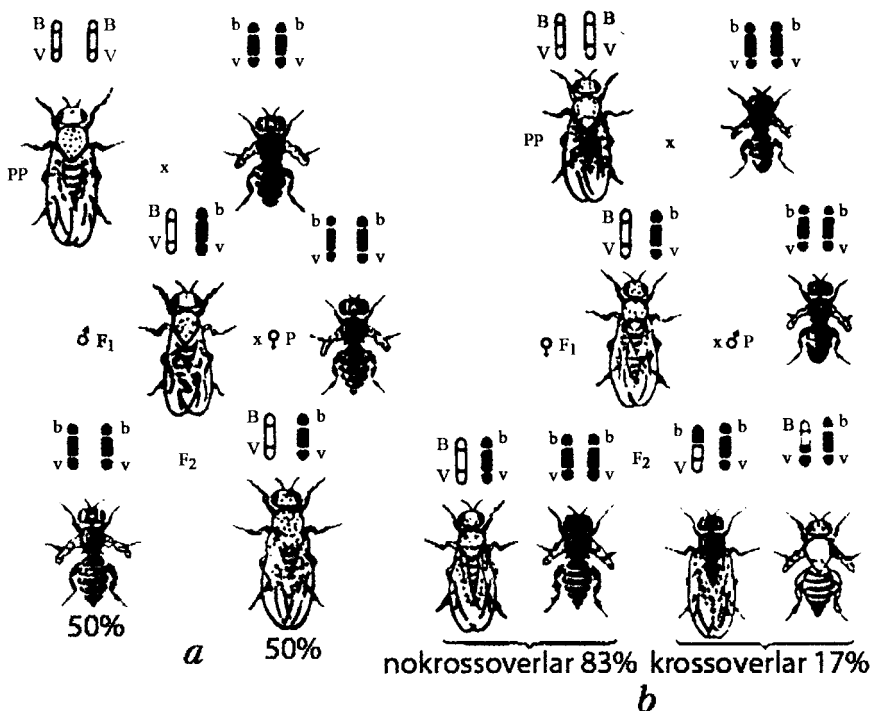 B B b b B B b b
V V v v V V v v
PP x PP x
B b b b B b b b
V v v v V v v v
♂ F₁ x ♀ P ♀ F₁ x ♂ P
b b B b B b b b b b B b
v v F₂ V v V v v v F₂ V v v v
50% 50%
nokrossoverlar 83% krossoverlar 17%
a b